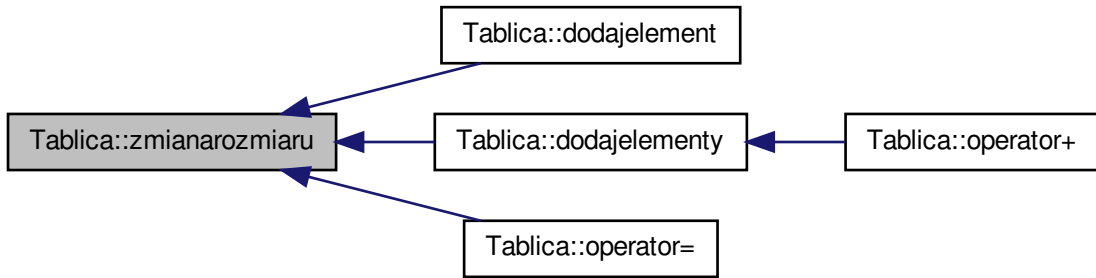 Tablica::dodajelement
Tablica::zmianarozmiaru
Tablica::dodajelementy
Tablica::operator+
Tablica::operator=